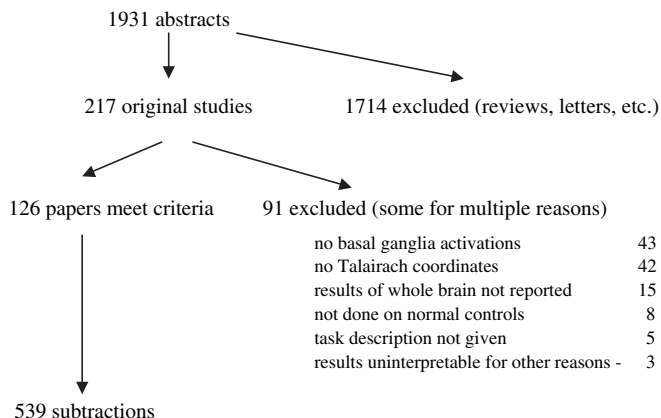 1931 abstracts
217 original studies 1714 excluded (reviews, letters, etc.)
126 papers meet criteria 91 excluded (some for multiple reasons)
no basal ganglia activations 43
no Talairach coordinates 42
results of whole brain not reported 15
not done on normal controls 8
task description not given 5
results uninterpretable for other reasons - 3
539 subtractions